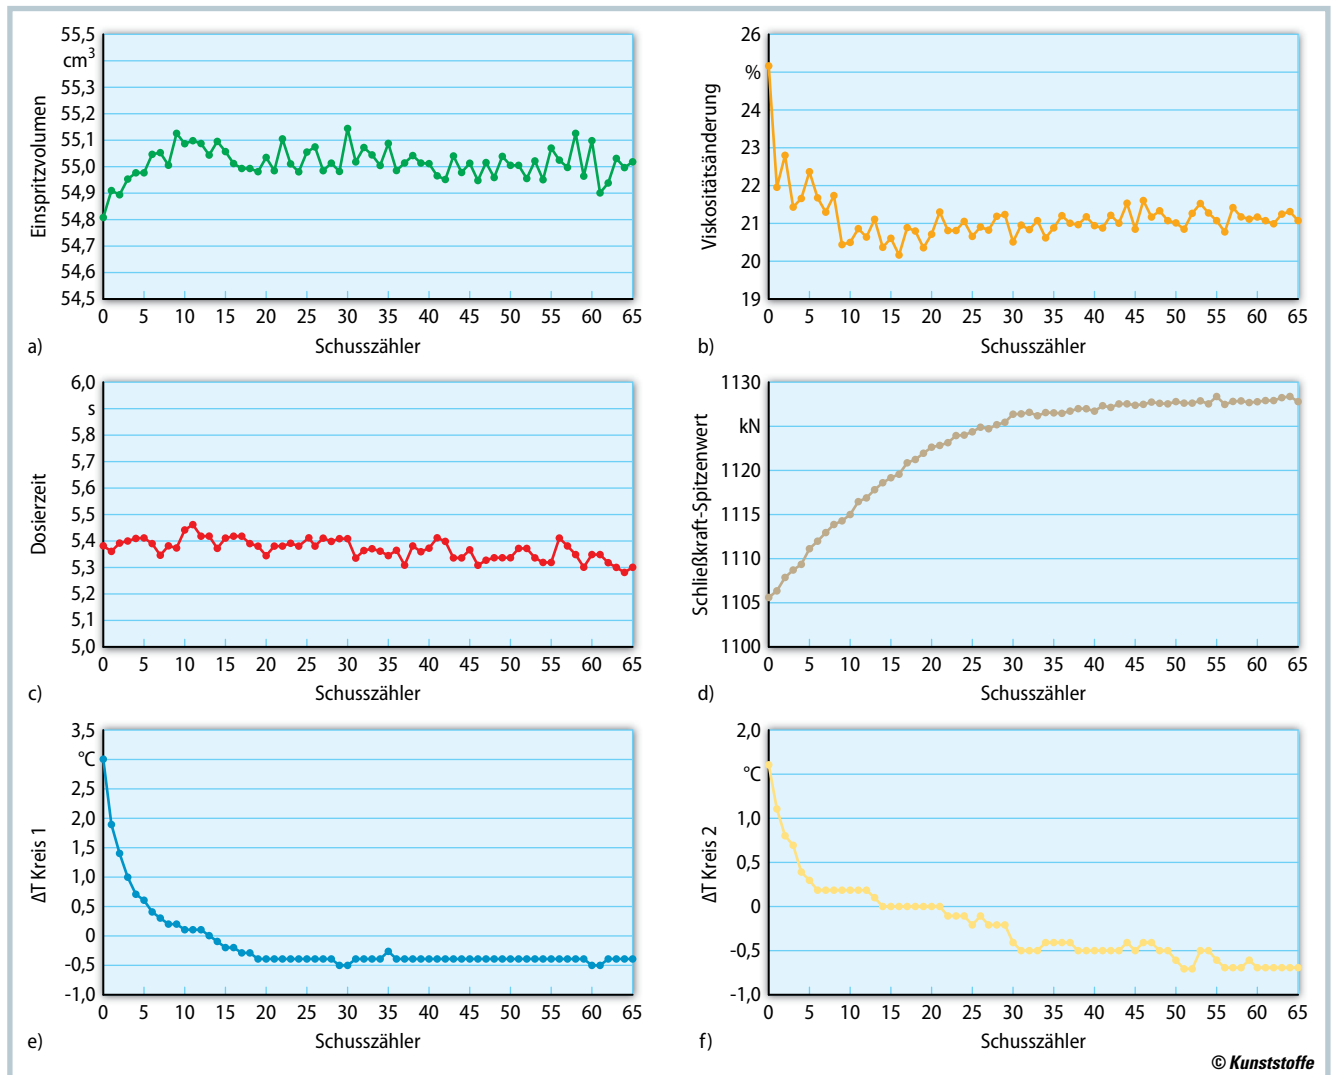 55,5
cm3
55,3
55,1
55,0
54,9
54,8
54,7
54,6
54,5
Einspritzvolumen
0 5 10 15 20 25 30 35 40 45 50 55 60 65
a) Schusszähler
26
%
24
23
22
21
20
19
Viskositätsänderung
0 5 10 15 20 25 30 35 40 45 50 55 60 65
b) Schusszähler
6,0
s
5,8
5,7
5,6
5,5
5,4
5,3
5,2
5,1
5,0
Dosierzeit
0 5 10 15 20 25 30 35 40 45 50 55 60 65
c) Schusszähler
1130
kN
1120
1115
1110
1105
1100
Schließkraft-Spitzenwert
0 5 10 15 20 25 30 35 40 45 50 55 60 65
d) Schusszähler
3,5
°C
2,5
2,0
1,5
1,0
0,5
0
-0,5
-1,0
ΔT Kreis 1
0 5 10 15 20 25 30 35 40 45 50 55 60 65
e) Schusszähler
2,0
°C
1,0
0,5
0
-0,5
-1,0
ΔT Kreis 2
0 5 10 15 20 25 30 35 40 45 50 55 60 65
f) Schusszähler
© Kunststoffe